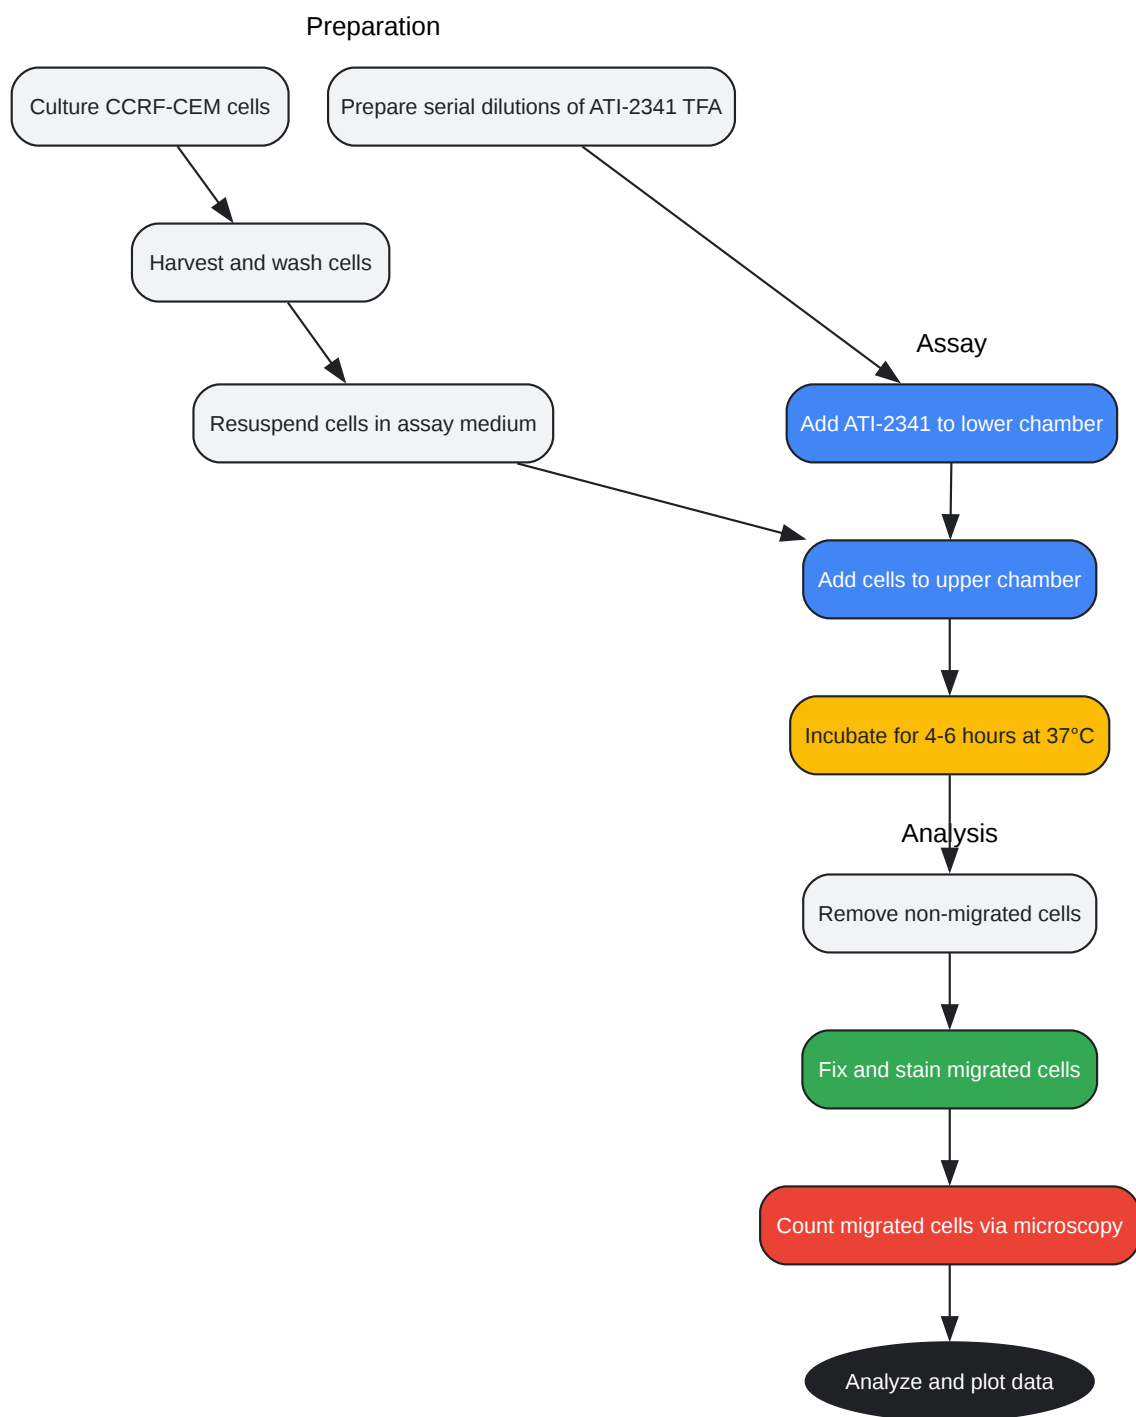 Preparation
Culture CCRF-CEM cells
Prepare serial dilutions of ATI-2341 TFA
Harvest and wash cells
Assay
Resuspend cells in assay medium
Add ATI-2341 to lower chamber
Add cells to upper chamber
Incubate for 4-6 hours at 37°C
Analysis
Remove non-migrated cells
Fix and stain migrated cells
Count migrated cells via microscopy
Analyze and plot data